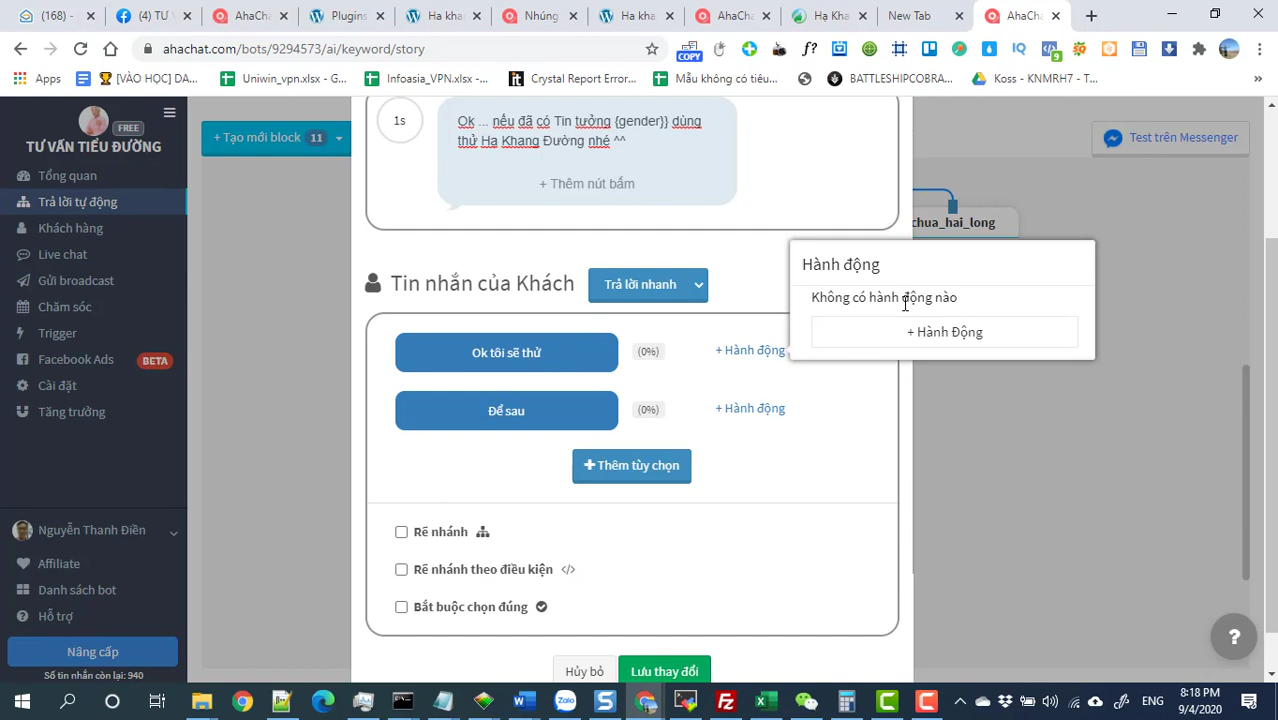 (168) -
(4) TƯ V
AhaCha
Plugins
Ha kha
Nhúng
Ha kha
AhaCh
Hạ Kha
New Tab
AhaCh
ahachat.com/bots/9294573/ai/keyword/story
COPY
f?
IQ
9
Apps
[VÀO HỌC] DA...
Uniwin_vpn.xlsx - G...
Infoasia_VPN.xlsx -...
Crystal Report Error...
Mẫu không có tiêu...
BATTLESHIPCOBRA...
Koss - KNMRH7 - T...
»
FREE
TƯ VẤN TIỂU ĐƯỜNG
Tổng quan
Trả lời tự động
Khách hàng
Live chat
Gửi broadcast
Chăm sóc
Trigger
Facebook Ads BETA
Cài đặt
Tăng trưởng
Nguyễn Thanh Điền
Affiliate
Danh sách bot
Hỗ trợ
Nâng cấp
Số tin nhắn còn lại: 940
+ Tạo mới block 11
Test trên Messenger
chua_hai_long
1s
Ok ... nếu đã có Tin tưởng {gender}} dùng
thử Hạ Khang Đường nhé ^^
+ Thêm nút bấm
Tin nhắn của Khách
Trả lời nhanh
Ok tôi sẽ thử
(0%)
+ Hành động
Để sau
(0%)
+ Hành động
Thêm tùy chọn
Rẽ nhánh
Rẽ nhánh theo điều kiện </>
Bắt buộc chọn đúng
Hủy bỏ
Lưu thay đổi
Hành động
Không có hành động nào
+ Hành Động
?
Zalo
ENG
8:18 PM
9/4/2020